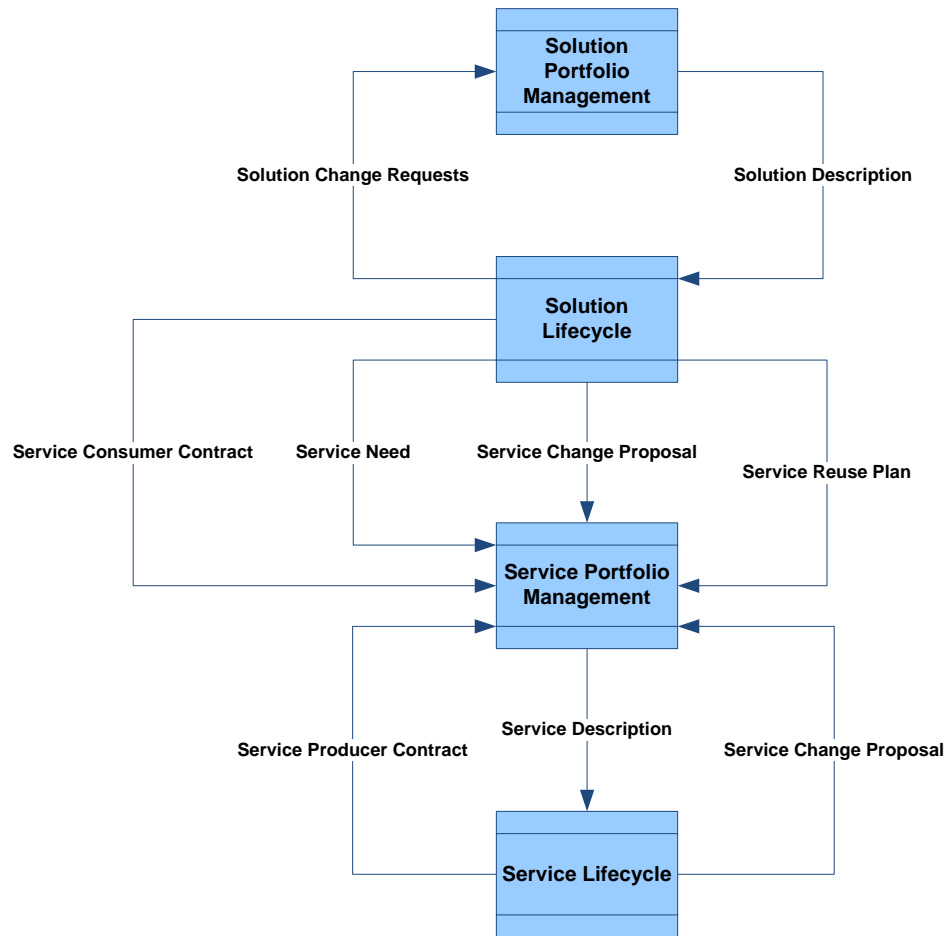 Solution
Portfolio
Management
Solution Change Requests
Solution Description
Solution
Lifecycle
Service Consumer Contract
Service Need
Service Change Proposal
Service Reuse Plan
Service Portfolio
Management
Service Producer Contract
Service Description
Service Change Proposal
Service Lifecycle